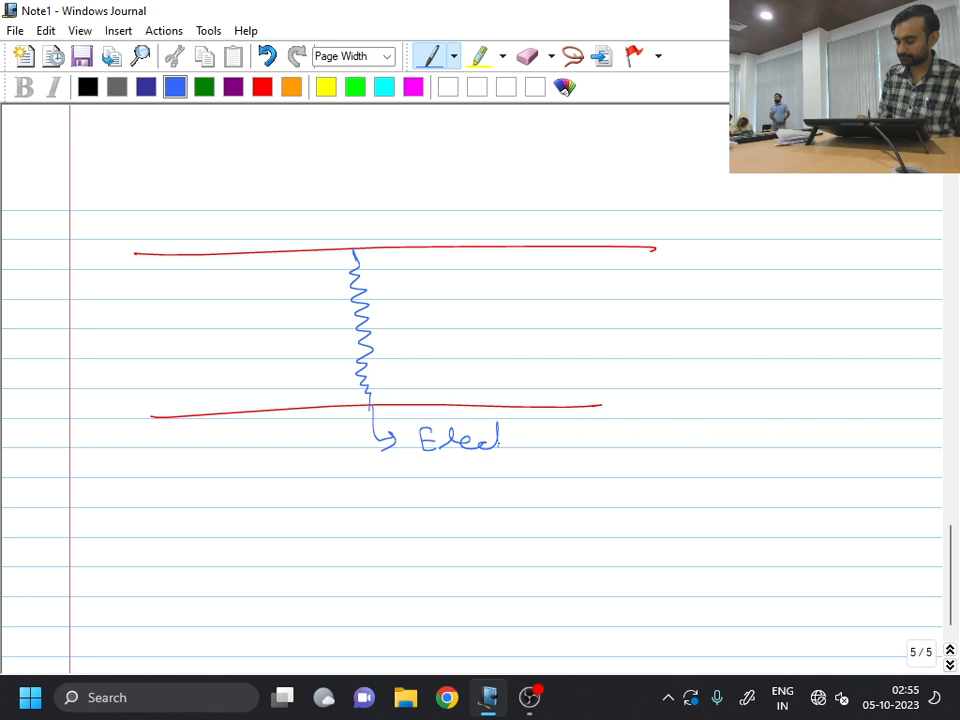 Note1 - Windows Journal
File Edit View Insert Actions Tools Help
Page Width
B I
Elect
5 / 5
Search
ENG
IN
02:55
05-10-2023